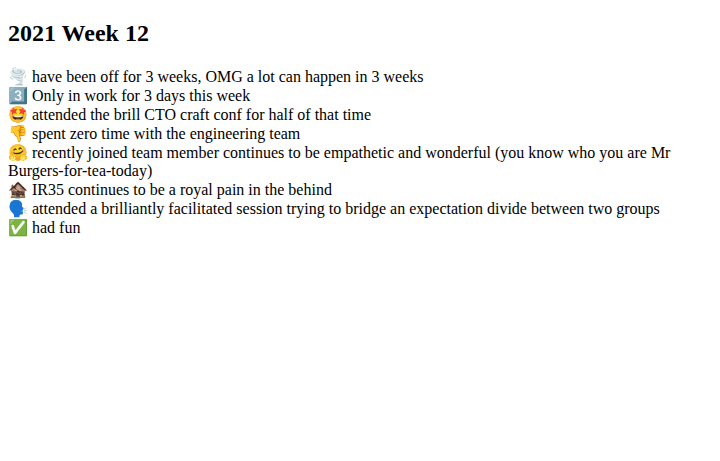 2021 Week 12
🌪️ have been off for 3 weeks, OMG a lot can happen in 3 weeks
3️⃣ Only in work for 3 days this week
🤩 attended the brill CTO craft conf for half of that time
👎 spent zero time with the engineering team
🤗 recently joined team member continues to be empathetic and wonderful (you know who you are Mr
Burgers-for-tea-today)
🏚️ IR35 continues to be a royal pain in the behind
🗣️ attended a brilliantly facilitated session trying to bridge an expectation divide between two groups
✅ had fun